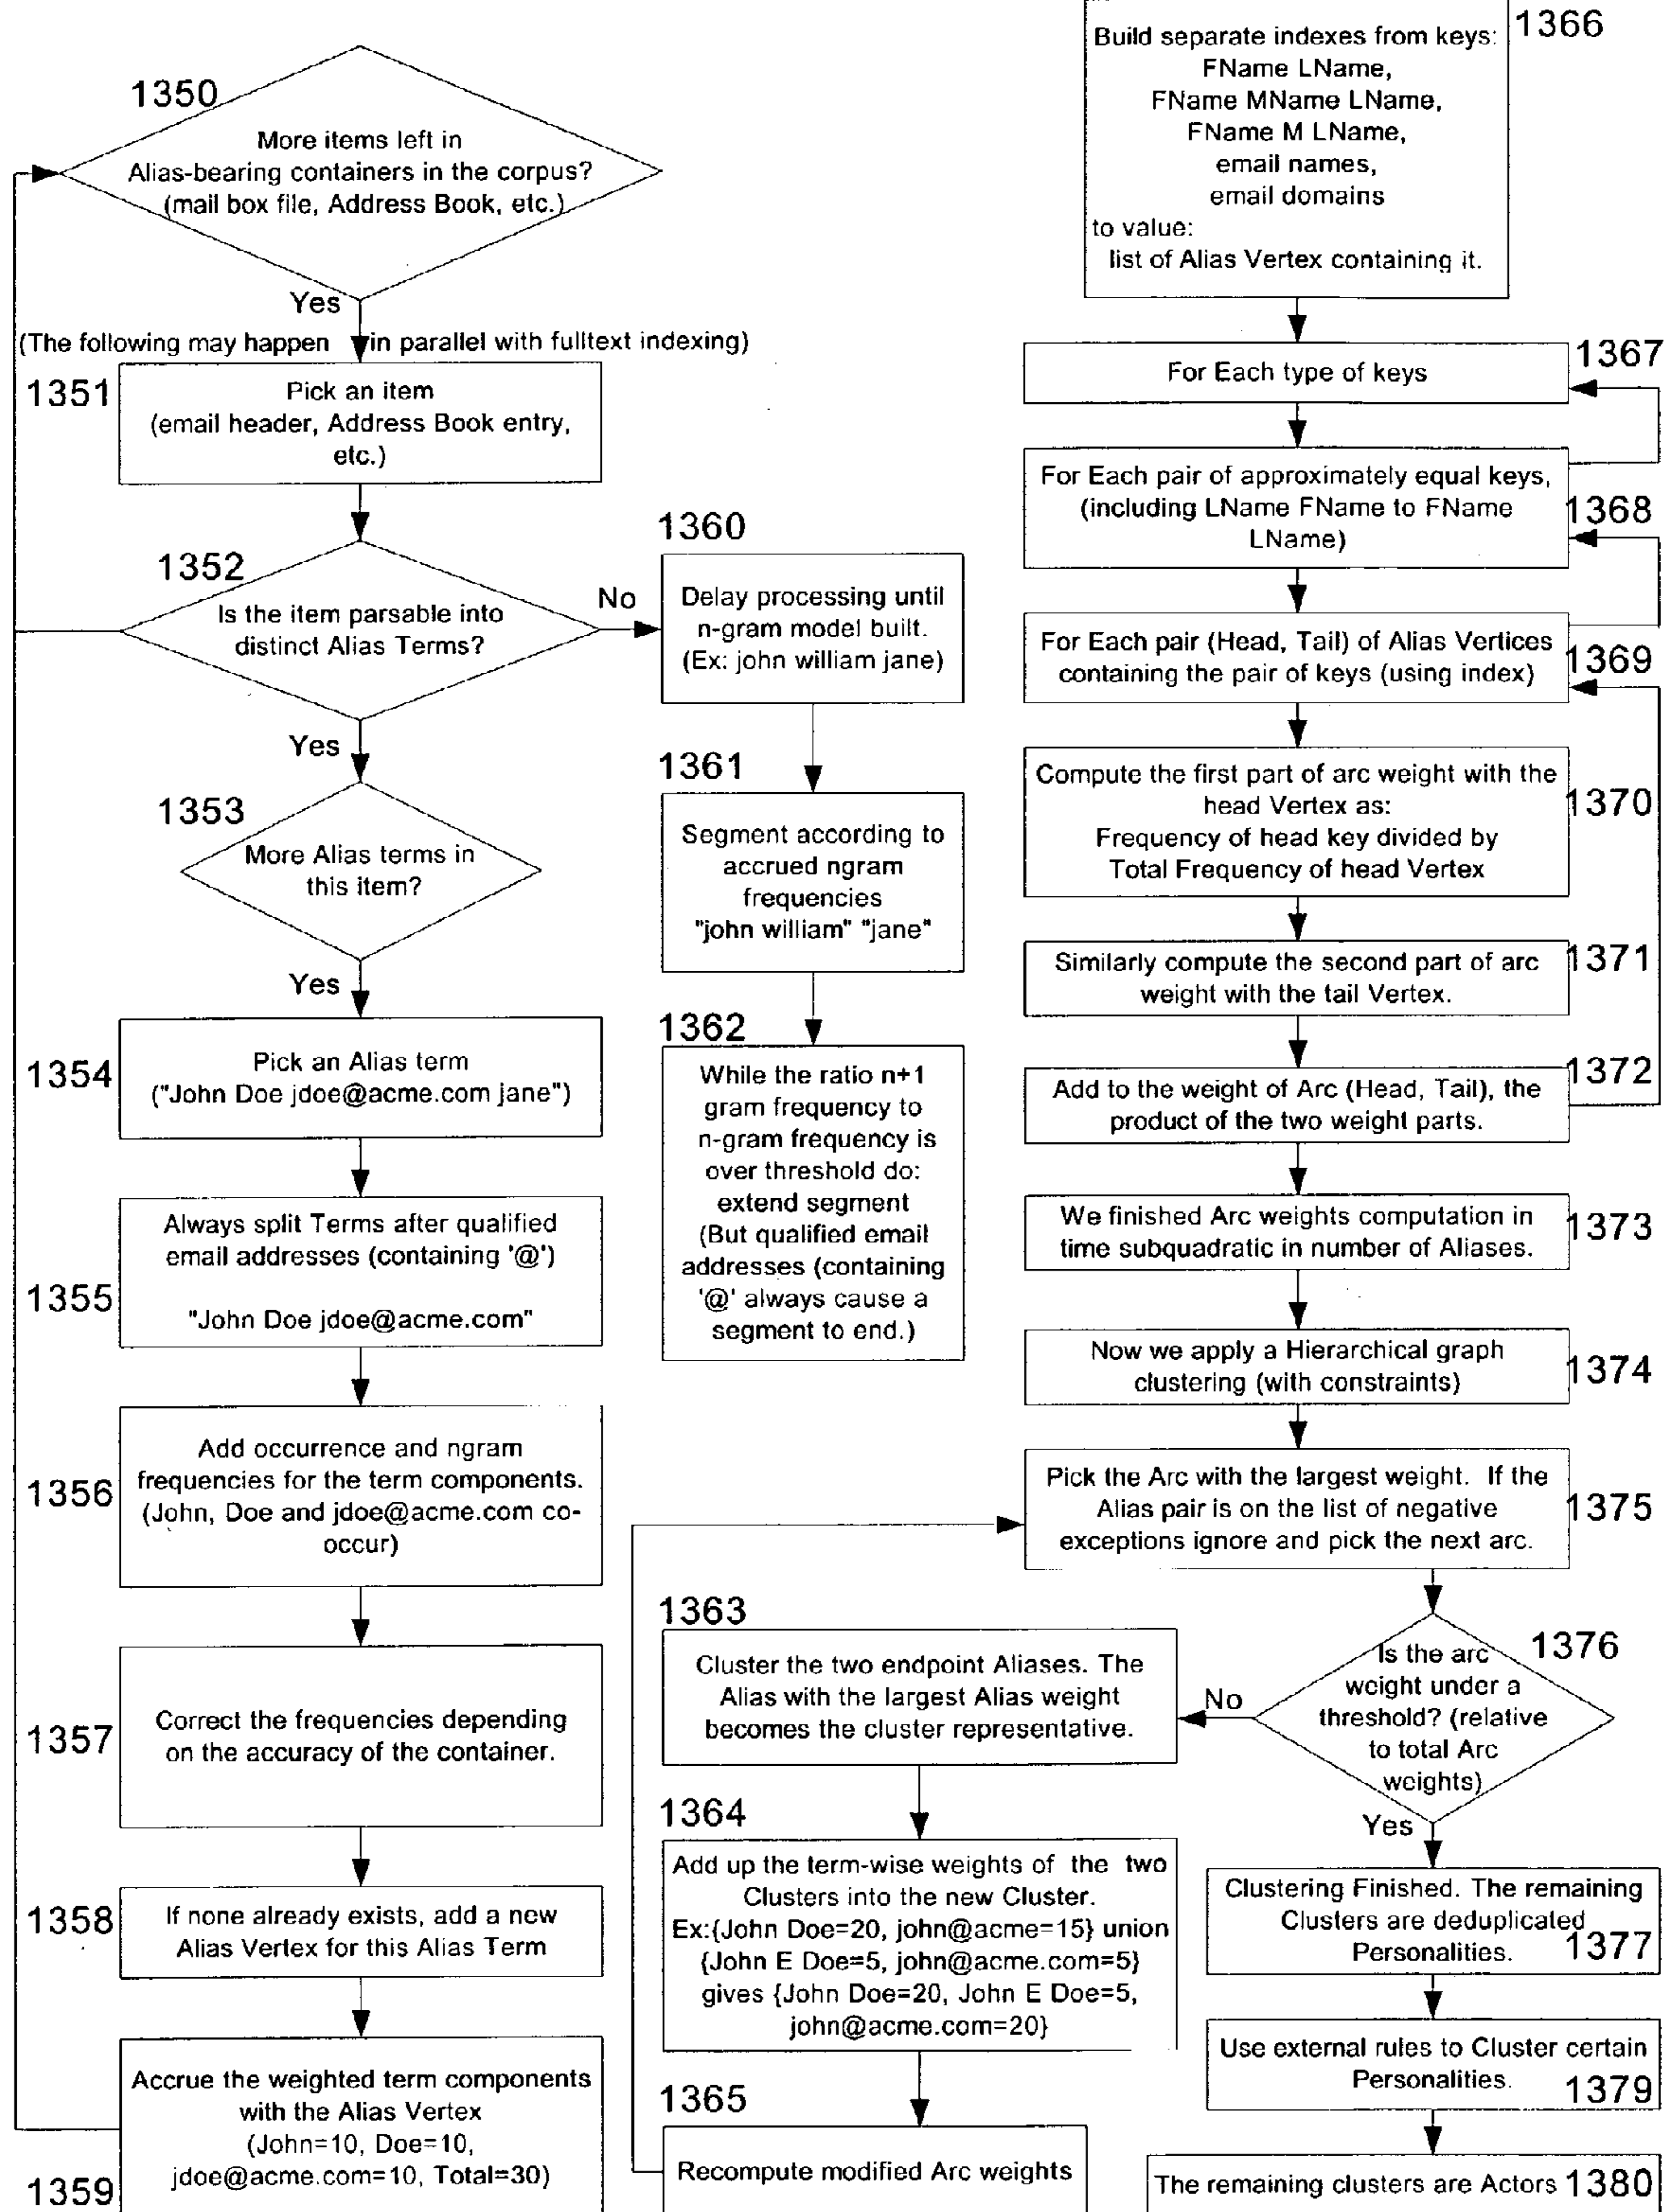 1350
More items left in
Alias-bearing containers in the corpus?
(mail box file, Address Book, etc.)
Yes
(The following may happen in parallel with fulltext indexing)
1351
Pick an item
(email header, Address Book entry,
etc.)
1352
Is the item parsable into
distinct Alias Terms?
No
Yes
1353
More Alias terms in
this item?
Yes
1354
Pick an Alias term
("John Doe jdoe@acme.com jane")
1355
Always split Terms after qualified
email addresses (containing '@')
"John Doe jdoe@acme.com"
1356
Add occurrence and ngram
frequencies for the term components.
(John, Doe and jdoe@acme.com co-
occur)
1357
Correct the frequencies depending
on the accuracy of the container.
1358
If none already exists, add a new
Alias Vertex for this Alias Term
1359
Accrue the weighted term components
with the Alias Vertex
(John=10, Doe=10,
jdoe@acme.com=10, Total=30)
1360
Delay processing until
n-gram model built.
(Ex: john william jane)
1361
Segment according to
accrued ngram
frequencies
"john william" "jane"
1362
While the ratio n+1
gram frequency to
n-gram frequency is
over threshold do:
extend segment
(But qualified email
addresses (containing
'@' always cause a
segment to end.)
1363
Cluster the two endpoint Aliases. The
Alias with the largest Alias weight
becomes the cluster representative.
1364
Add up the term-wise weights of the two
Clusters into the new Cluster.
Ex:{John Doe=20, john@acme=15} union
{John E Doe=5, john@acme.com=5}
gives {John Doe=20, John E Doe=5,
john@acme.com=20}
1365
Recompute modified Arc weights
1366
Build separate indexes from keys:
FName LName,
FName MName LName,
FName M LName,
email names,
email domains
to value:
list of Alias Vertex containing it.
1367
For Each type of keys
For Each pair of approximately equal keys,
(including LName FName to FName
LName)
1368
For Each pair (Head, Tail) of Alias Vertices
containing the pair of keys (using index)
1369
Compute the first part of arc weight with the
head Vertex as:
Frequency of head key divided by
Total Frequency of head Vertex
1370
Similarly compute the second part of arc
weight with the tail Vertex.
1371
Add to the weight of Arc (Head, Tail), the
product of the two weight parts.
1372
We finished Arc weights computation in
time subquadratic in number of Aliases.
1373
Now we apply a Hierarchical graph
clustering (with constraints)
1374
Pick the Arc with the largest weight. If the
Alias pair is on the list of negative
exceptions ignore and pick the next arc.
1375
1376
Is the arc
weight under a
threshold? (relative
to total Arc
weights)
No
Yes
Clustering Finished. The remaining
Clusters are deduplicated
Personalities.
1377
Use external rules to Cluster certain
Personalities.
1379
The remaining clusters are Actors
1380